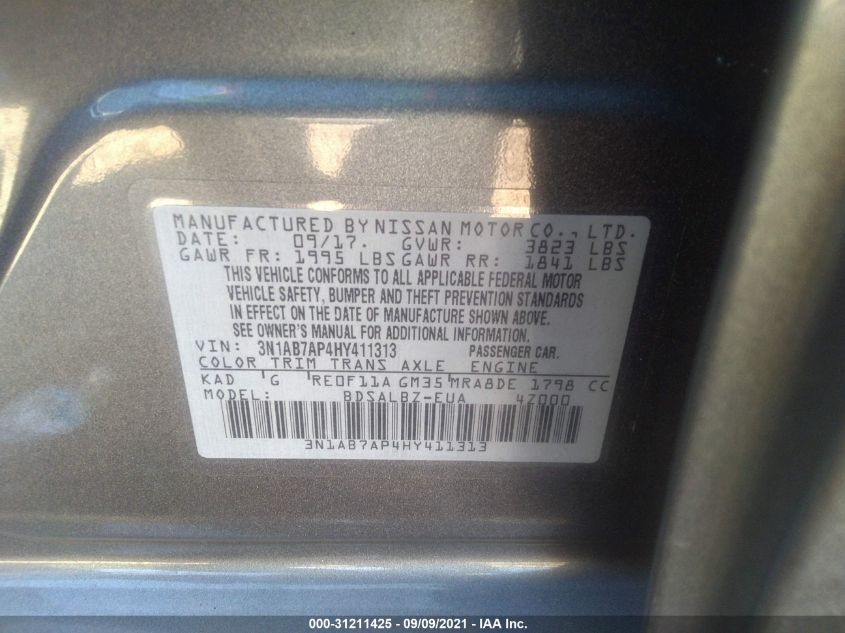 MANUFACTURED BY NISSAN MOTOR CO., LTD.
DATE: 09/17. GVWR: 3823 LBS
GAWR FR: 1995 LBS GAWR RR: 1841 LBS
THIS VEHICLE CONFORMS TO ALL APPLICABLE FEDERAL MOTOR
VEHICLE SAFETY, BUMPER AND THEFT PREVENTION STANDARDS
IN EFFECT ON THE DATE OF MANUFACTURE SHOWN ABOVE.
SEE OWNER'S MANUAL FOR ADDITIONAL INFORMATION.
VIN: 3N1AB7AP4HY411313 PASSENGER CAR.
COLOR TRIM TRANS AXLE ENGINE
KAD G RE0F11A GM35 MRA8DE 1798 CC
MODEL: BDSALBZ-EUA 4Z000
3N1AB7AP4HY411313
000-31211425 - 09/09/2021 - IAA Inc.